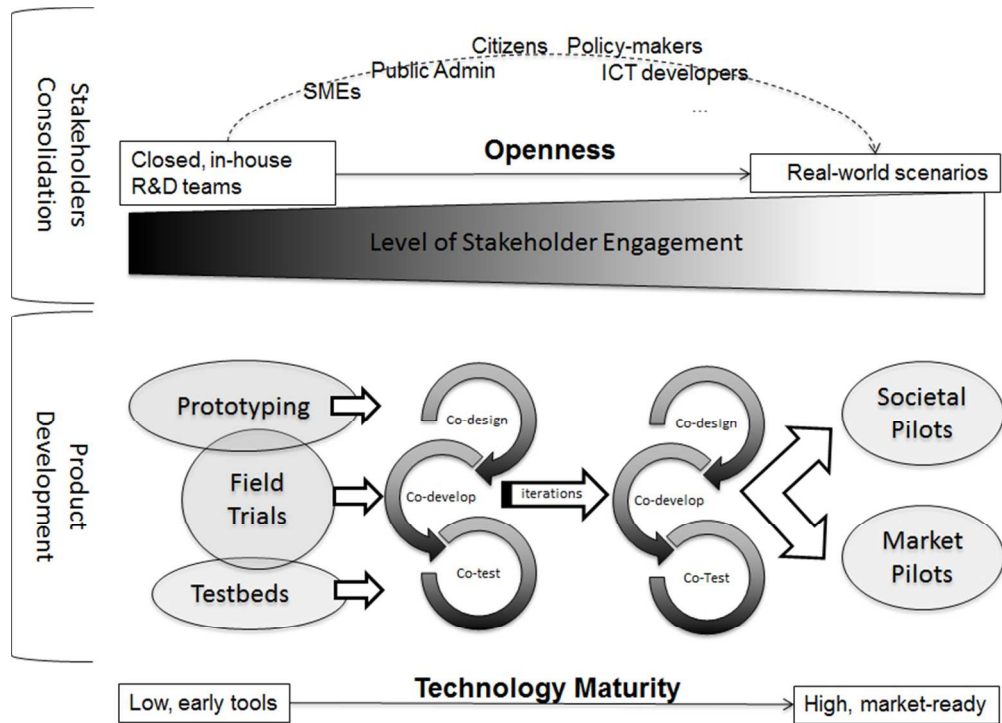 Stakeholders
Consolidation
Citizens
Policy-makers
Public Admin
ICT developers
SMEs
...
Closed, in-house
R&D teams
Openness
Real-world scenarios
Level of Stakeholder Engagement
Product
Development
Prototyping
Field
Trials
Testbeds
Co-design
Co-develop
Co-test
iterations
Co-design
Co-develop
Co-Test
Societal
Pilots
Market
Pilots
Low, early tools
Technology Maturity
High, market-ready